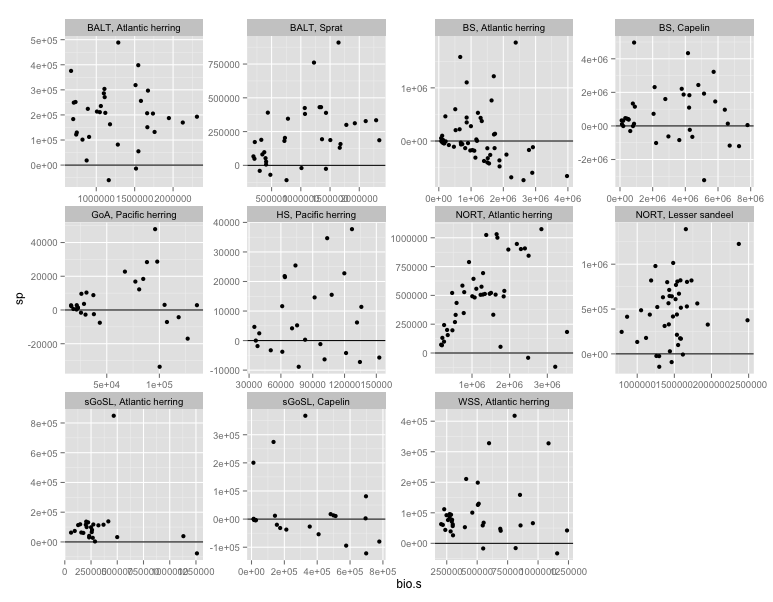 BALT, Atlantic herring
BALT, Sprat
BS, Atlantic herring
BS, Capelin
5e+05
4e+05
3e+05
2e+05
1e+05
0e+00
1000000 1500000 2000000
750000
500000
250000
0
500000 1000000 1500000 2000000
1e+06
0e+00
0e+00 1e+06 2e+06 3e+06 4e+06
4e+06
2e+06
0e+00
-2e+06
0e+00 2e+06 4e+06 6e+06 8e+06
GoA, Pacific herring
HS, Pacific herring
NORT, Atlantic herring
NORT, Lesser sandeel
sp
40000
20000
0
-20000
5e+04 1e+05
40000
30000
20000
10000
0
-10000
30000 60000 90000 120000 150000
1000000
750000
500000
250000
0
1e+06 2e+06 3e+06
1e+06
5e+05
0e+00
1000000 1500000 2000000 2500000
sGoSL, Atlantic herring
sGoSL, Capelin
WSS, Atlantic herring
8e+05
6e+05
4e+05
2e+05
0e+00
0 250000 500000 750000 1000000 1250000
3e+05
2e+05
1e+05
0e+00
-1e+05
0e+00 2e+05 4e+05 6e+05 8e+05
4e+05
3e+05
2e+05
1e+05
0e+00
250000 500000 750000 1000000 1250000
bio.s